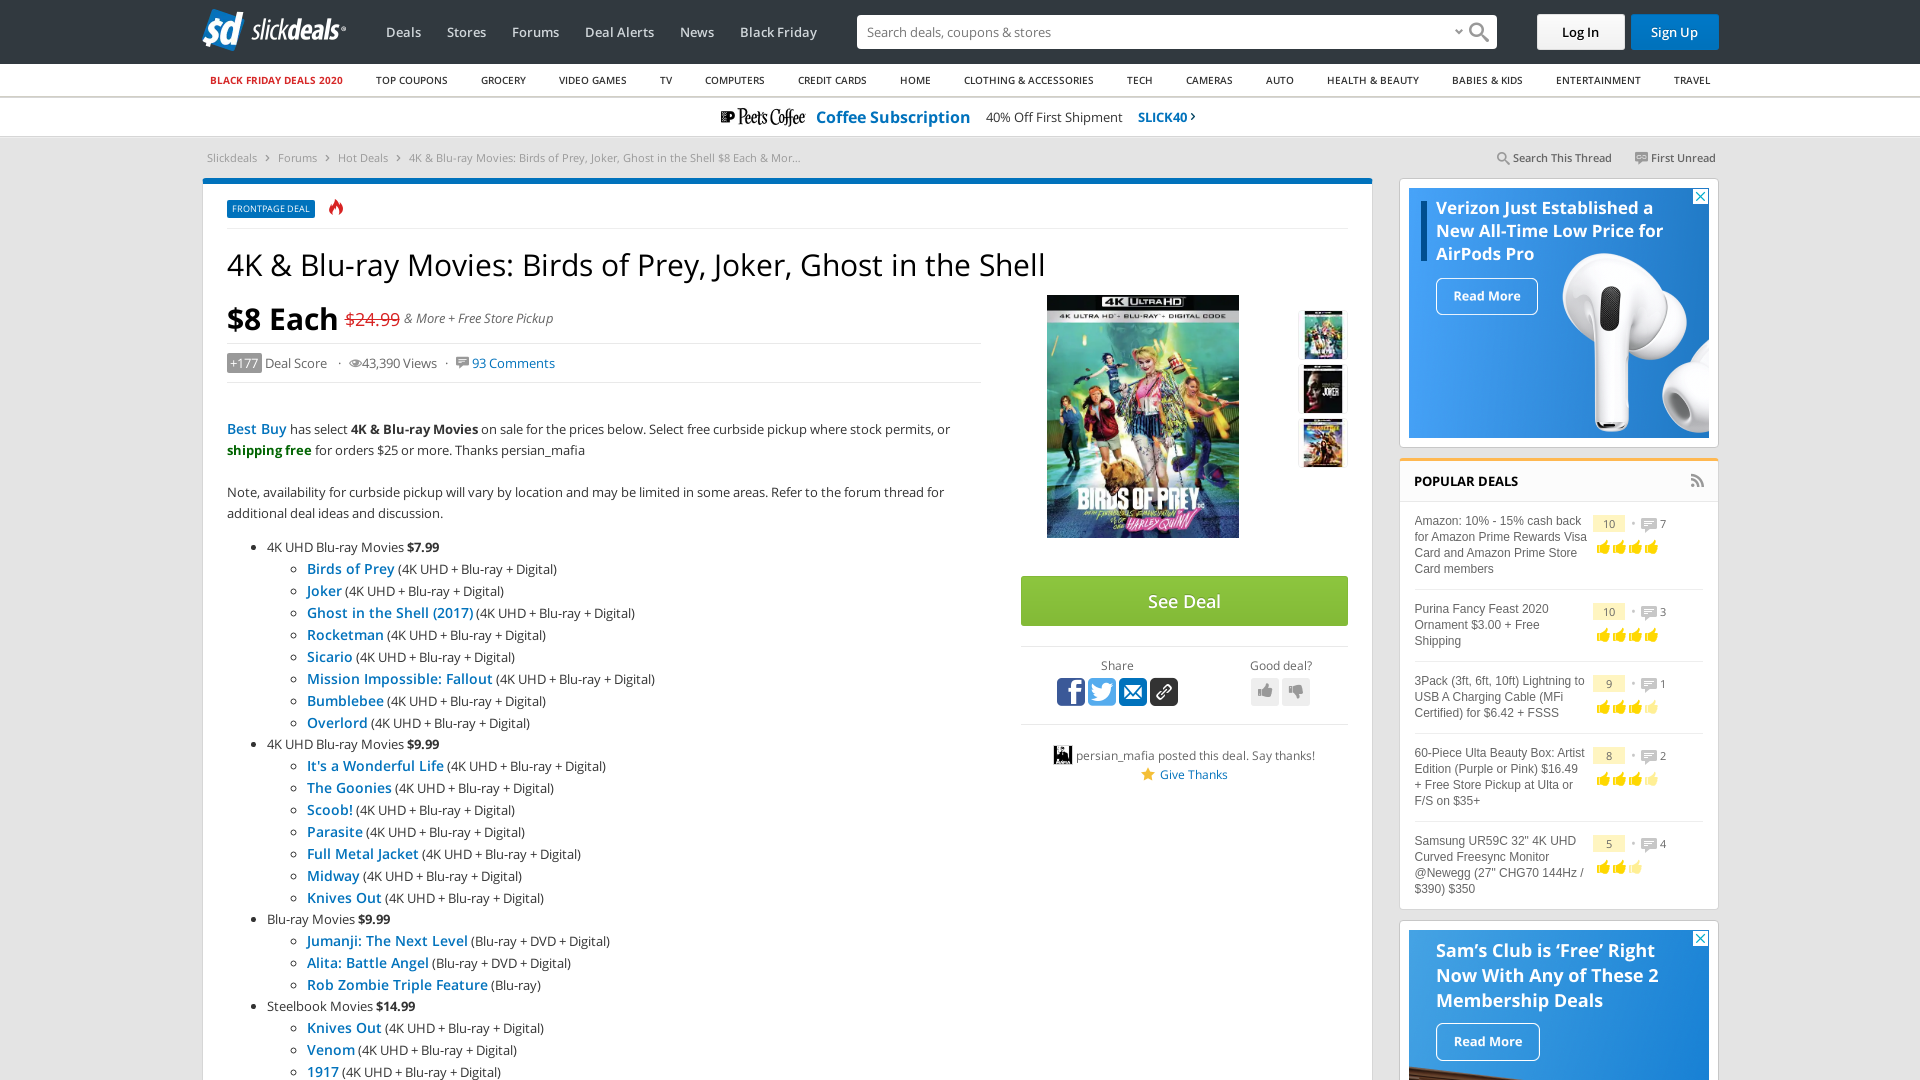 slickdeals
Deals
Stores
Forums
Deal Alerts
News
Black Friday
Search deals, coupons & stores
Log In
Sign Up
BLACK FRIDAY DEALS 2020
TOP COUPONS
GROCERY
VIDEO GAMES
TV
COMPUTERS
CREDIT CARDS
HOME
CLOTHING & ACCESSORIES
TECH
CAMERAS
AUTO
HEALTH & BEAUTY
BABIES & KIDS
ENTERTAINMENT
TRAVEL
Peet's Coffee Coffee Subscription 40% Off First Shipment SLICK40
Slickdeals > Forums > Hot Deals > 4K & Blu-ray Movies: Birds of Prey, Joker, Ghost in the Shell $8 Each & Mor...
Search This Thread
First Unread
FRONTPAGE DEAL
4K & Blu-ray Movies: Birds of Prey, Joker, Ghost in the Shell
$8 Each $24.99 & More + Free Store Pickup
+177 Deal Score · 43,390 Views · 93 Comments
Best Buy has select 4K & Blu-ray Movies on sale for the prices below. Select free curbside pickup where stock permits, or
shipping free for orders $25 or more. Thanks persian_mafia
Note, availability for curbside pickup will vary by location and may be limited in some areas. Refer to the forum thread for
additional deal ideas and discussion.
4K UHD Blu-ray Movies $7.99
Birds of Prey (4K UHD + Blu-ray + Digital)
Joker (4K UHD + Blu-ray + Digital)
Ghost in the Shell (2017) (4K UHD + Blu-ray + Digital)
Rocketman (4K UHD + Blu-ray + Digital)
Sicario (4K UHD + Blu-ray + Digital)
Mission Impossible: Fallout (4K UHD + Blu-ray + Digital)
Bumblebee (4K UHD + Blu-ray + Digital)
Overlord (4K UHD + Blu-ray + Digital)
4K UHD Blu-ray Movies $9.99
It's a Wonderful Life (4K UHD + Blu-ray + Digital)
The Goonies (4K UHD + Blu-ray + Digital)
Scoob! (4K UHD + Blu-ray + Digital)
Parasite (4K UHD + Blu-ray + Digital)
Full Metal Jacket (4K UHD + Blu-ray + Digital)
Midway (4K UHD + Blu-ray + Digital)
Knives Out (4K UHD + Blu-ray + Digital)
Blu-ray Movies $9.99
Jumanji: The Next Level (Blu-ray + DVD + Digital)
Alita: Battle Angel (Blu-ray + DVD + Digital)
Rob Zombie Triple Feature (Blu-ray)
Steelbook Movies $14.99
Knives Out (4K UHD + Blu-ray + Digital)
Venom (4K UHD + Blu-ray + Digital)
1917 (4K UHD + Blu-ray + Digital)
4K ULTRAHD
4K ULTRA HD + BLU-RAY + DIGITAL CODE
BIRDS OF PREY
HARLEY QUINN
JOKER
See Deal
Share
Good deal?
persian_mafia posted this deal. Say thanks!
Give Thanks
Verizon Just Established a
New All-Time Low Price for
AirPods Pro
Read More
POPULAR DEALS
Amazon: 10% - 15% cash back
for Amazon Prime Rewards Visa
Card and Amazon Prime Store
Card members
10 • 7
Purina Fancy Feast 2020
Ornament $3.00 + Free
Shipping
10 • 3
3Pack (3ft, 6ft, 10ft) Lightning to
USB A Charging Cable (MFi
Certified) for $6.42 + FSSS
9 • 1
60-Piece Ulta Beauty Box: Artist
Edition (Purple or Pink) $16.49
+ Free Store Pickup at Ulta or
F/S on $35+
8 • 2
Samsung UR59C 32" 4K UHD
Curved Freesync Monitor
@Newegg (27" CHG70 144Hz /
$390) $350
5 • 4
Sam's Club is ‘Free’ Right
Now With Any of These 2
Membership Deals
Read More